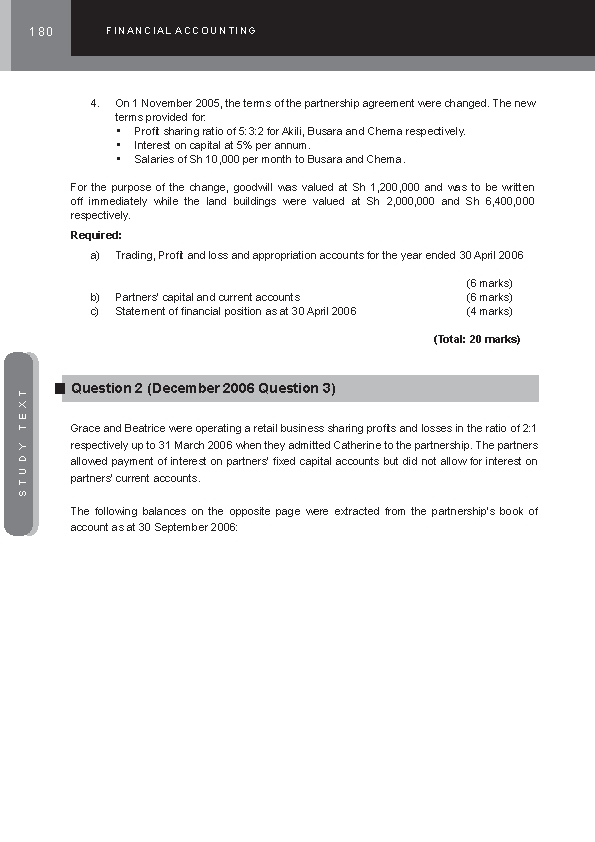 180
FINANCIAL ACCOUNTING
4. On 1 November 2005, the terms of the partnership agreement were changed. The new
terms provided for:
• Profit sharing ratio of 5:3:2 for Akili, Busara and Chema respectively.
• Interest on capital at 5% per annum.
• Salaries of Sh 10,000 per month to Busara and Chema.
For the purpose of the change, goodwill was valued at Sh 1,200,000 and was to be written
off immediately while the land buildings were valued at Sh 2,000,000 and Sh 6,400,000
respectively.
Required:
a) Trading, Profit and loss and appropriation accounts for the year ended 30 April 2006
(6 marks)
b) Partners' capital and current accounts (6 marks)
c) Statement of financial position as at 30 April 2006 (4 marks)
(Total: 20 marks)
STUDY TEXT
Question 2 (December 2006 Question 3)
Grace and Beatrice were operating a retail business sharing profits and losses in the ratio of 2:1
respectively up to 31 March 2006 when they admitted Catherine to the partnership. The partners
allowed payment of interest on partners' fixed capital accounts but did not allow for interest on
partners' current accounts.
The following balances on the opposite page were extracted from the partnership's book of
account as at 30 September 2006: